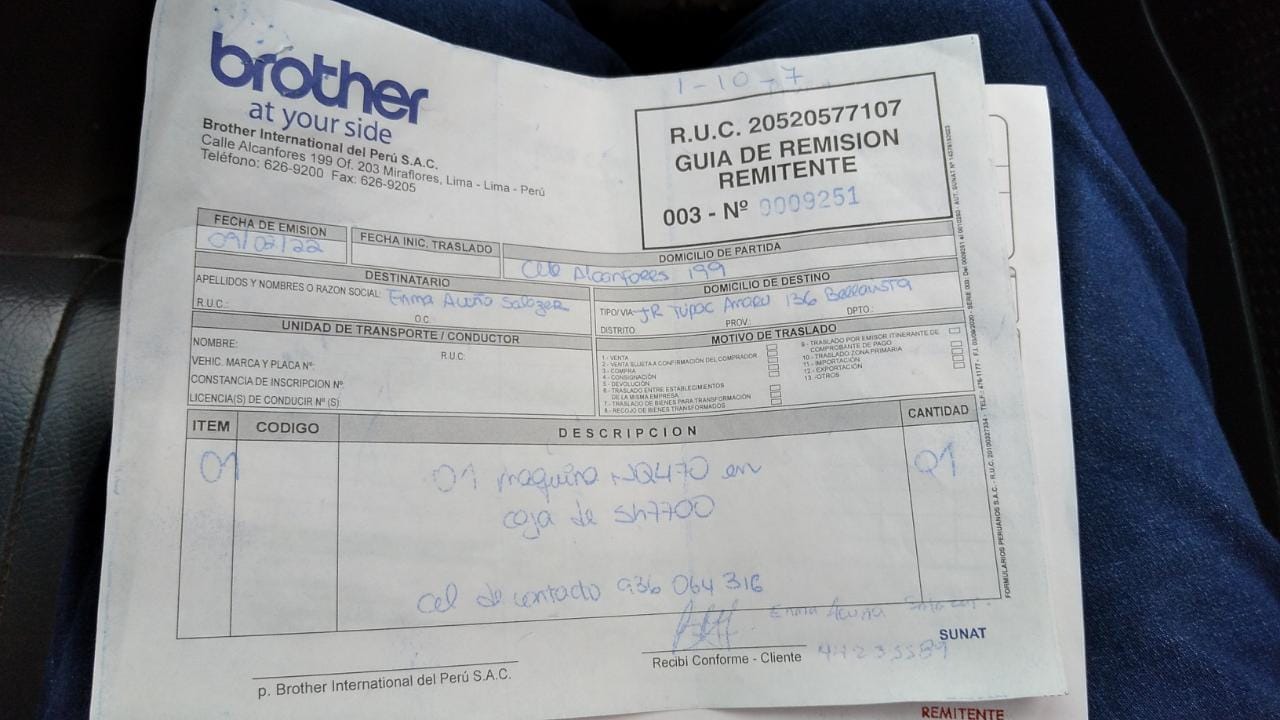 brother
at your side
Brother International del Perú S.A.C.
Calle Alcanfores 199 Of. 203 Miraflores, Lima - Lima - Perú
Teléfono: 626-9200 Fax: 626-9205
1-10-7
R.U.C. 20520577107
GUIA DE REMISION
REMITENTE
003 - Nº 0009251
FECHA DE EMISION
09/02/22
FECHA INIC. TRASLADO
DOMICILIO DE PARTIDA
Alcanfores 199
DESTINATARIO
APELLIDOS Y NOMBRES O RAZON SOCIAL: Enma Acuña Salazar
R.U.C.:
O.C.
DOMICILIO DE DESTINO
TIPO/VIA: JR Tupac Amaru 136 Bellavista
DISTRITO: PROV: DPTO.:
UNIDAD DE TRANSPORTE / CONDUCTOR
NOMBRE: R.U.C:
VEHIC. MARCA Y PLACA Nº:
CONSTANCIA DE INSCRIPCION Nº:
LICENCIA(S) DE CONDUCIR Nº (S)
MOTIVO DE TRASLADO
1 - VENTA
2 - VENTA SUJETA A CONFIRMACIÓN DEL COMPRADOR
3 - COMPRA
4 - CONSIGNACIÓN
5 - DEVOLUCIÓN
6 - TRASLADO ENTRE ESTABLECIMIENTOS
DE LA MISMA EMPRESA
7 - TRASLADO DE BIENES PARA TRANSFORMACIÓN
8 - RECOJO DE BIENES TRANSFORMADOS
9 - TRASLADO POR EMISOR ITINERANTE DE
COMPROBANTE DE PAGO
10 - TRASLADO ZONA PRIMARIA
11 - IMPORTACIÓN
12 - EXPORTACIÓN
13 - OTROS
ITEM CODIGO DESCRIPCION CANTIDAD
01 01 maquina NQ470 en 01
caja de SH7700
cel de contacto 936 064 316
Enma Acuña Salazar
SUNAT
p. Brother International del Perú S.A.C.
Recibi Conforme - Cliente
REMITENTE